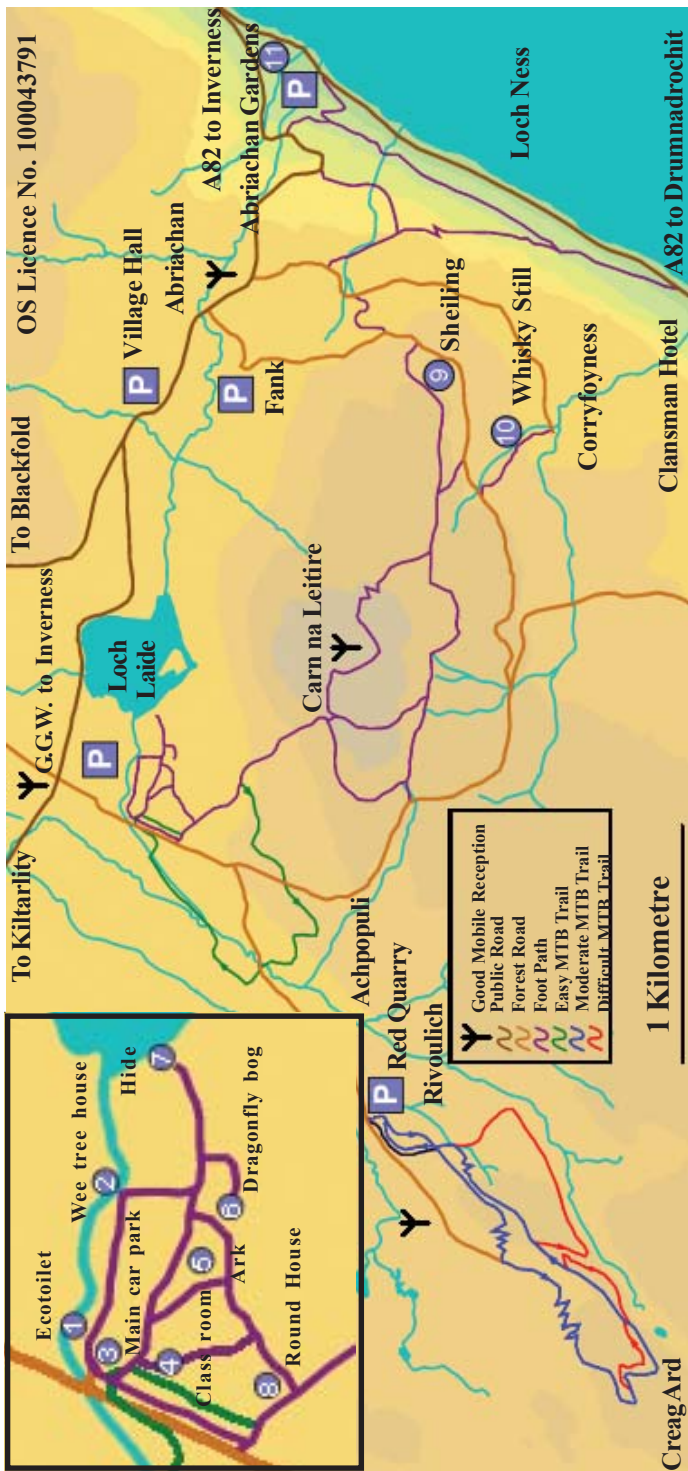 Ecotoilet
Wee tree house
Hide
Main car park
Class room
Ark
Dragonfly bog
Round House
1
2
3
4
5
6
7
8
To Kiltarlity
G.G.W. to Inverness
To Blackfold
OS Licence No. 100043791
P
Loch
Laide
P Village Hall
Abriachan
A82 to Inverness
Abriachan Gardens
11
P
P
Fank
Carn na Leitire
9
Sheiling
10
Whisky Still
Corryfoyness
Loch Ness
Clansman Hotel
A82 to Drumnadrochit
Achpopuli
P Red Quarry
Rivoulich
Creag Ard
Good Mobile Reception
Public Road
Forest Road
Foot Path
Easy MTB Trail
Moderate MTB Trail
Difficult MTB Trail
1 Kilometre